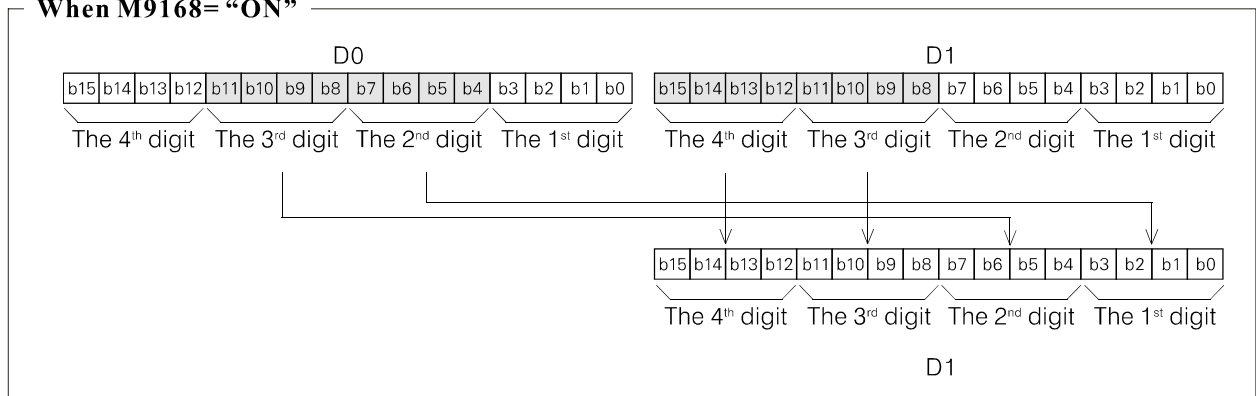 When M9168= “ON”
D0 D1
b15 b14 b13 b12 b11 b10 b9 b8 b7 b6 b5 b4 b3 b2 b1 b0 b15 b14 b13 b12 b11 b10 b9 b8 b7 b6 b5 b4 b3 b2 b1 b0
The 4th digit The 3rd digit The 2nd digit The 1st digit The 4th digit The 3rd digit The 2nd digit The 1st digit
b15 b14 b13 b12 b11 b10 b9 b8 b7 b6 b5 b4 b3 b2 b1 b0
The 4th digit The 3rd digit The 2nd digit The 1st digit
D1